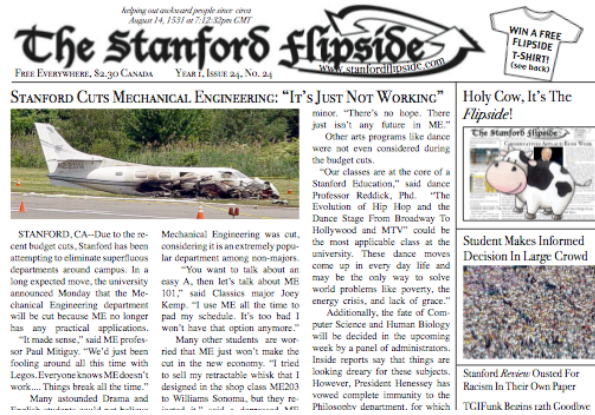 helping out awkward people since circa
August 14, 1531 at 7:12:32pm GMT
The Stanford Flipside
www.stanfordflipside.com
WIN A FREE
FLIPSIDE
T-SHIRT!
(see back)
FREE EVERYWHERE, $2.30 CANADA YEAR 1, ISSUE 24, NO. 24
STANFORD CUTS MECHANICAL ENGINEERING: “IT’S JUST NOT WORKING”
STANFORD, CA--Due to the re-
cent budget cuts, Stanford has been
attempting to eliminate superfluous
departments around campus. In a
long expected move, the university
announced Monday that the Me-
chanical Engineering department
will be cut because ME no longer
has any practical applications.
“It made sense,” said ME profes-
sor Paul Mitiguy. “We’d just been
fooling around all this time with
Legos. Everyone knows ME doesn’t
work.... Things break all the time.”
Many astounded Drama and
English students could not believe
Mechanical Engineering was cut,
considering it is an extremely popu-
lar department among non-majors.
“You want to talk about an
easy A, then let’s talk about ME
101,” said Classics major Joey
Kemp. “I use ME all the time to
pad my schedule. It’s too bad I
won’t have that option anymore.”
Many other students are wor-
ried that ME just won’t make the
cut in the new economy. “I tried
to sell my retractable whisk that I
designed in the shop class ME203
to Williams Sonoma, but they re-
jected it,” said a depressed ME
minor. “There’s no hope. There
just isn’t any future in ME.”
Other arts programs like dance
were not even considered during
the budget cuts.
“Our classes are at the core of a
Stanford Education,” said dance
Professor Reddick, Phd. “The
Evolution of Hip Hop and the
Dance Stage From Broadway To
Hollywood and MTV” could be
the most applicable class at the
university. These dance moves
come up in every day life and
may be the only way to solve
world problems like poverty, the
energy crisis, and lack of grace.”
Additionally, the fate of Com-
puter Science and Human Biology
will be decided in the upcoming
week by a panel of administrators.
Inside reports say that things are
looking dreary for these subjects.
However, President Henessey has
vowed complete immunity to the
Philosophy department, for which
Holy Cow, It’s The
Flipside!
The Stanford Flipside
Student Makes Informed
Decision In Large Crowd
Stanford Review Ousted For
Racism In Their Own Paper
TGIFunk Begins 14th Goodbye